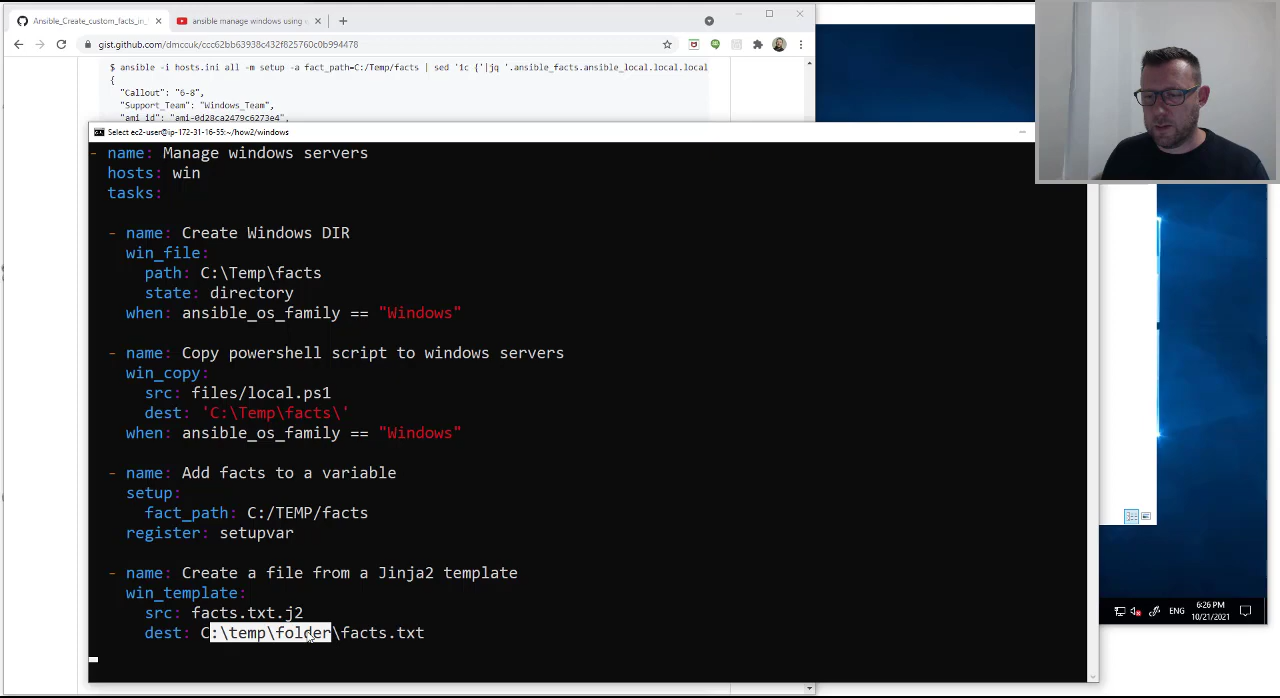 Ansible_Create_custom_facts_in_
ansible manage windows using
gist.github.com/dmccuk/ccc62bb63938c432f825760c0b994478
$ ansible -i hosts.ini all -m setup -a fact_path=C:/Temp/facts | sed '1c {'|jq '.ansible_facts.ansible_local.local.local
{
"Callout": "6-8",
"Support_Team": "Windows_Team",
"ami_id": "ami-0d28ca2479c6273e4",
Select ec2-user@ip-172-31-16-55:~/how2/windows
- name: Manage windows servers
hosts: win
tasks:
- name: Create Windows DIR
win_file:
path: C:\Temp\facts
state: directory
when: ansible_os_family == "Windows"
- name: Copy powershell script to windows servers
win_copy:
src: files/local.ps1
dest: 'C:\Temp\facts\'
when: ansible_os_family == "Windows"
- name: Add facts to a variable
setup:
fact_path: C:/TEMP/facts
register: setupvar
- name: Create a file from a Jinja2 template
win_template:
src: facts.txt.j2
dest: C:\temp\folder\facts.txt
ENG
6:26 PM
10/21/2021